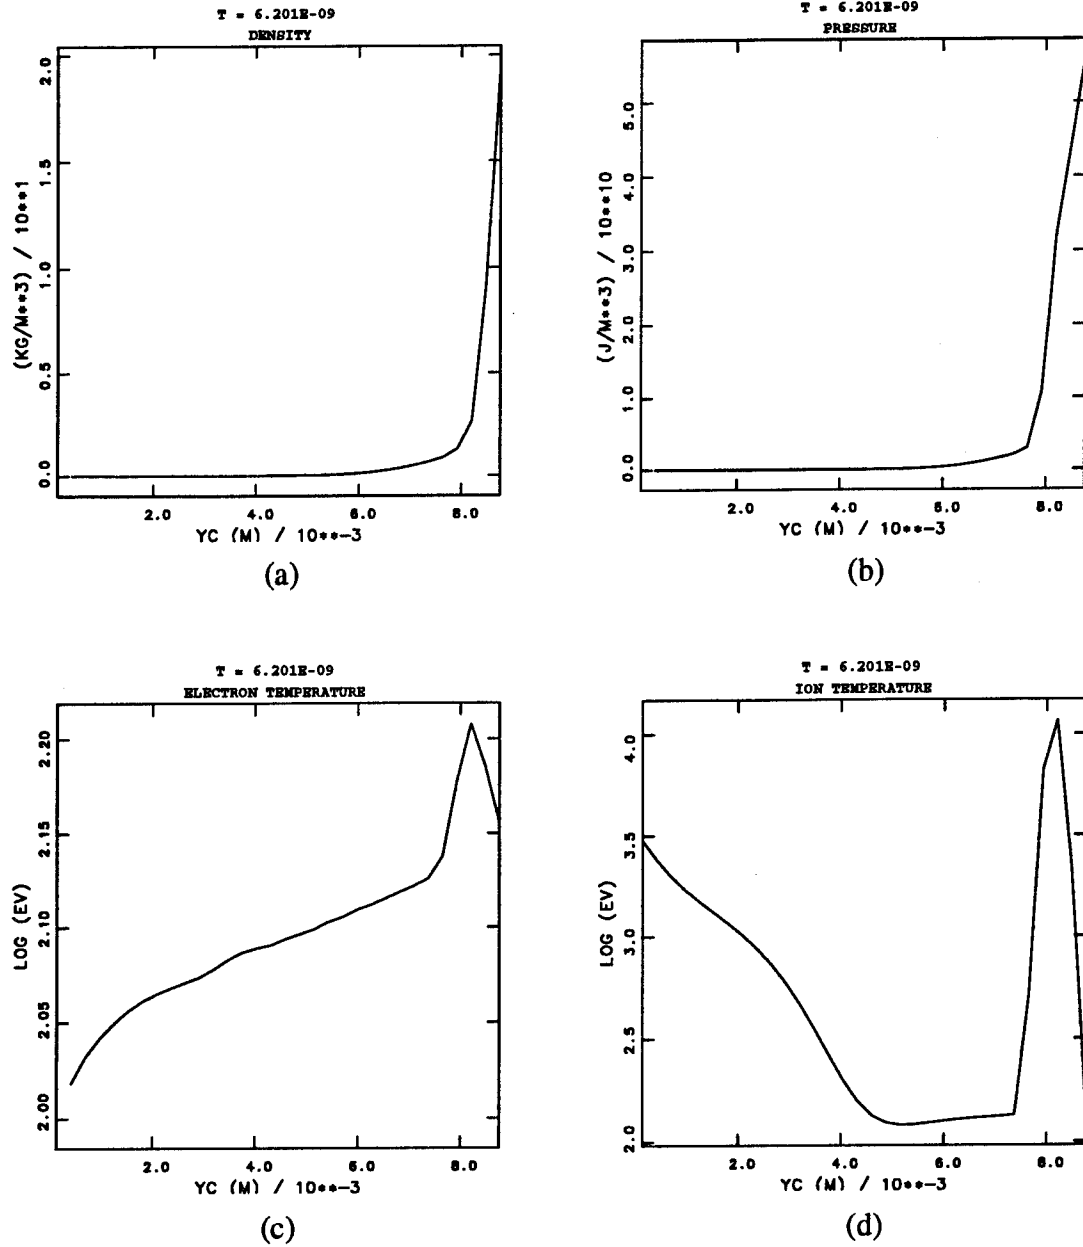 T = 6.201E-09
DENSITY
(KG/M**3) / 10**1
2.0
1.5
1.0
0.5
0.0
2.0 4.0 6.0 8.0
YC (M) / 10**-3
(a)
T = 6.201E-09
PRESSURE
(J/M**3) / 10**10
5.0
4.0
3.0
2.0
1.0
0.0
2.0 4.0 6.0 8.0
YC (M) / 10**-3
(b)
T = 6.201E-09
ELECTRON TEMPERATURE
LOG (EV)
2.20
2.15
2.10
2.05
2.00
2.0 4.0 6.0 8.0
YC (M) / 10**-3
(c)
T = 6.201E-09
ION TEMPERATURE
LOG (EV)
4.0
3.5
3.0
2.5
2.0
2.0 4.0 6.0 8.0
YC (M) / 10**-3
(d)